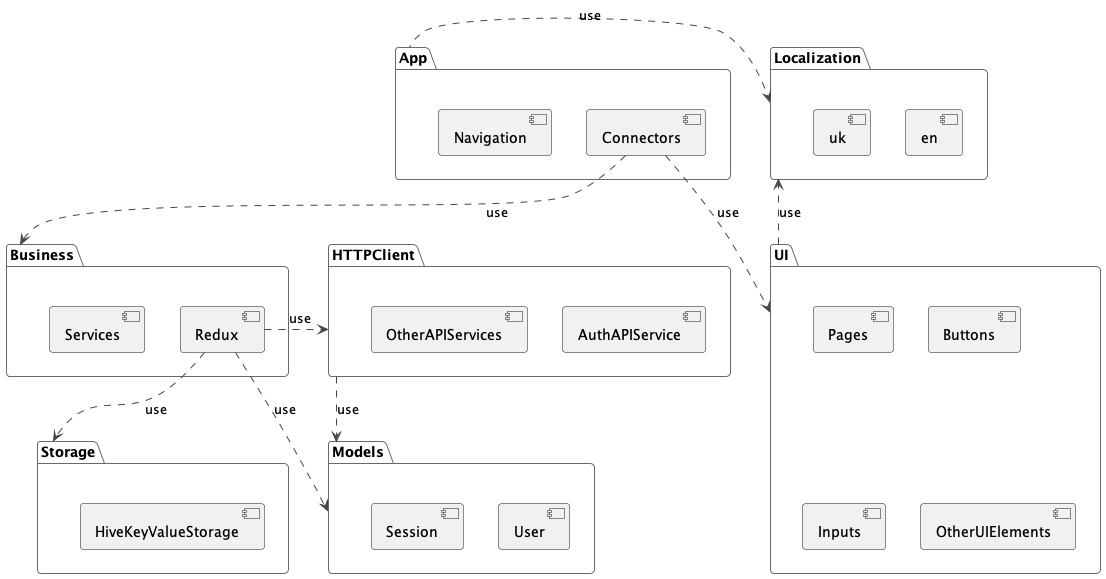 use
App
Localization
Navigation
Connectors
uk
en
use
use
use
Business
HTTPClient
UI
Services
Redux
use
OtherAPIServices
AuthAPIService
Pages
Buttons
use
use
use
Storage
Models
HiveKeyValueStorage
Session
User
Inputs
OtherUIElements